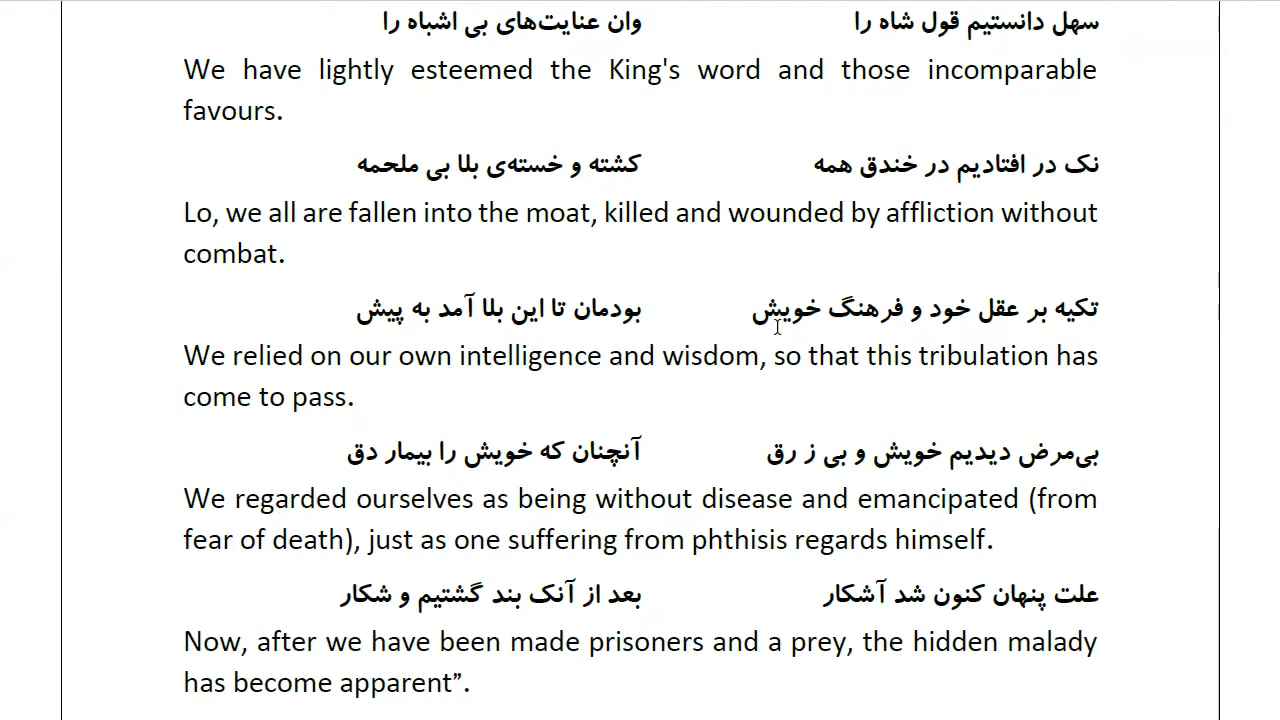 سهل دانستیم قول شاه را وان عنایت‌های بی اشباه را
We have lightly esteemed the King's word and those incomparable
favours.
نک در افتادیم در خندق همه کشته و خسته‌ی بلا بی ملحمه
Lo, we all are fallen into the moat, killed and wounded by affliction without
combat.
تکیه بر عقل خود و فرهنگ خویش بودمان تا این بلا آمد به پیش
We relied on our own intelligence and wisdom, so that this tribulation has
come to pass.
بی‌مرض دیدیم خویش و بی ز رق آنچنان که خویش را بیمار دق
We regarded ourselves as being without disease and emancipated (from
fear of death), just as one suffering from phthisis regards himself.
علت پنهان کنون شد آشکار بعد از آنک بند گشتیم و شکار
Now, after we have been made prisoners and a prey, the hidden malady
has become apparent”.